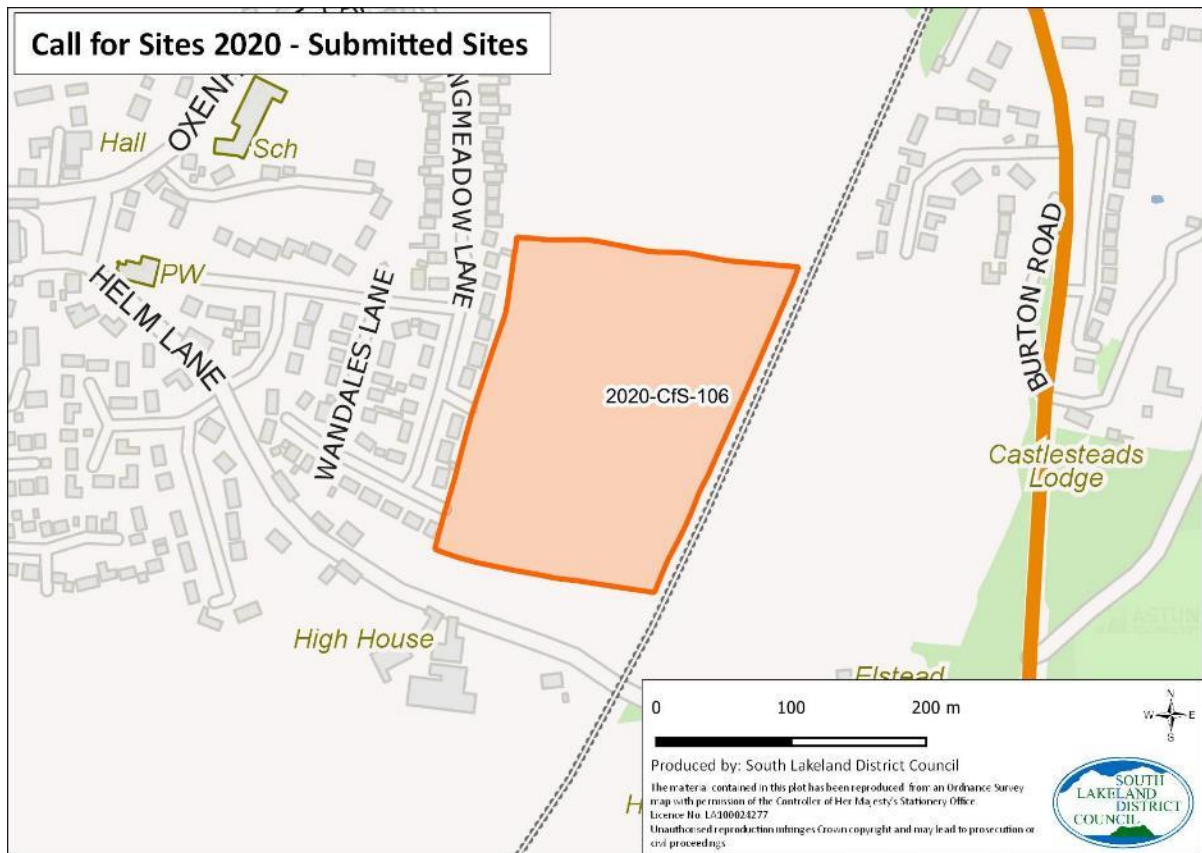 Call for Sites 2020 - Submitted Sites
Hall
Sch
NGMEADOW LANE
PW
HELM LANE
WANDALES LANE
2020-CfS-106
BURTON ROAD
Castlesteads
Lodge
High House
Elstead
0 100 200 m
N
W E
S
Produced by: South Lakeland District Council
The material contained in this plot has been reproduced from an Ordnance Survey
map with permission of the Controller of Her Majesty's Stationery Office.
Licence No. LA100024277
Unauthorised reproduction infringes Crown copyright and may lead to prosecution or
civil proceedings
SOUTH
LAKELAND
DISTRICT
COUNCIL